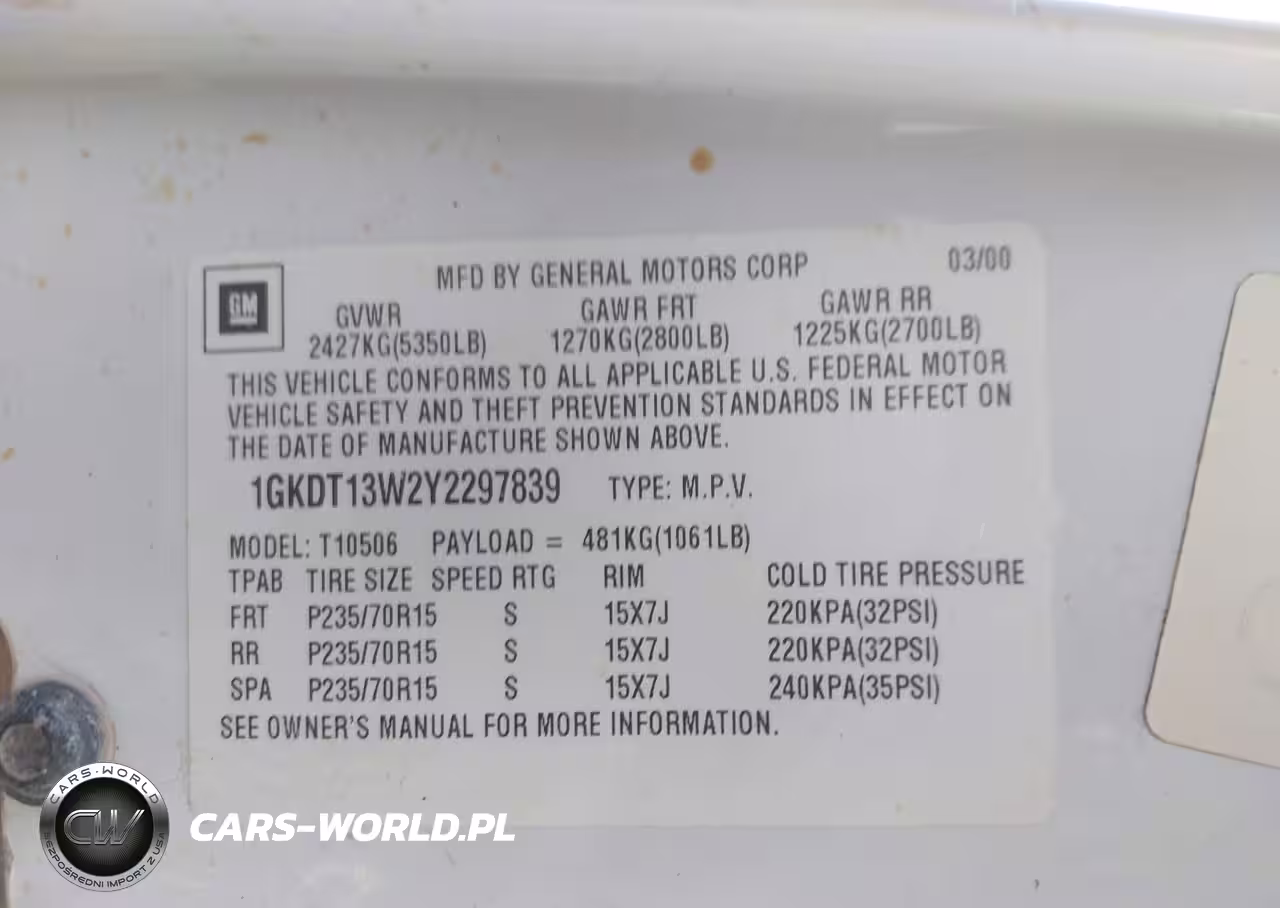 MFD BY GENERAL MOTORS CORP 03/00
GM
GVWR GAWR FRT GAWR RR
2427KG(5350LB) 1270KG(2800LB) 1225KG(2700LB)
THIS VEHICLE CONFORMS TO ALL APPLICABLE U.S. FEDERAL MOTOR
VEHICLE SAFETY AND THEFT PREVENTION STANDARDS IN EFFECT ON
THE DATE OF MANUFACTURE SHOWN ABOVE.
1GKDT13W2Y2297839 TYPE: M.P.V.
MODEL: T10506 PAYLOAD = 481KG(1061LB)
TPAB TIRE SIZE SPEED RTG RIM COLD TIRE PRESSURE
FRT P235/70R15 S 15X7J 220KPA(32PSI)
RR P235/70R15 S 15X7J 220KPA(32PSI)
SPA P235/70R15 S 15X7J 240KPA(35PSI)
SEE OWNER'S MANUAL FOR MORE INFORMATION.
CARS-WORLD
CW
BEZPOŚREDNI IMPORT Z USA
CARS-WORLD.PL